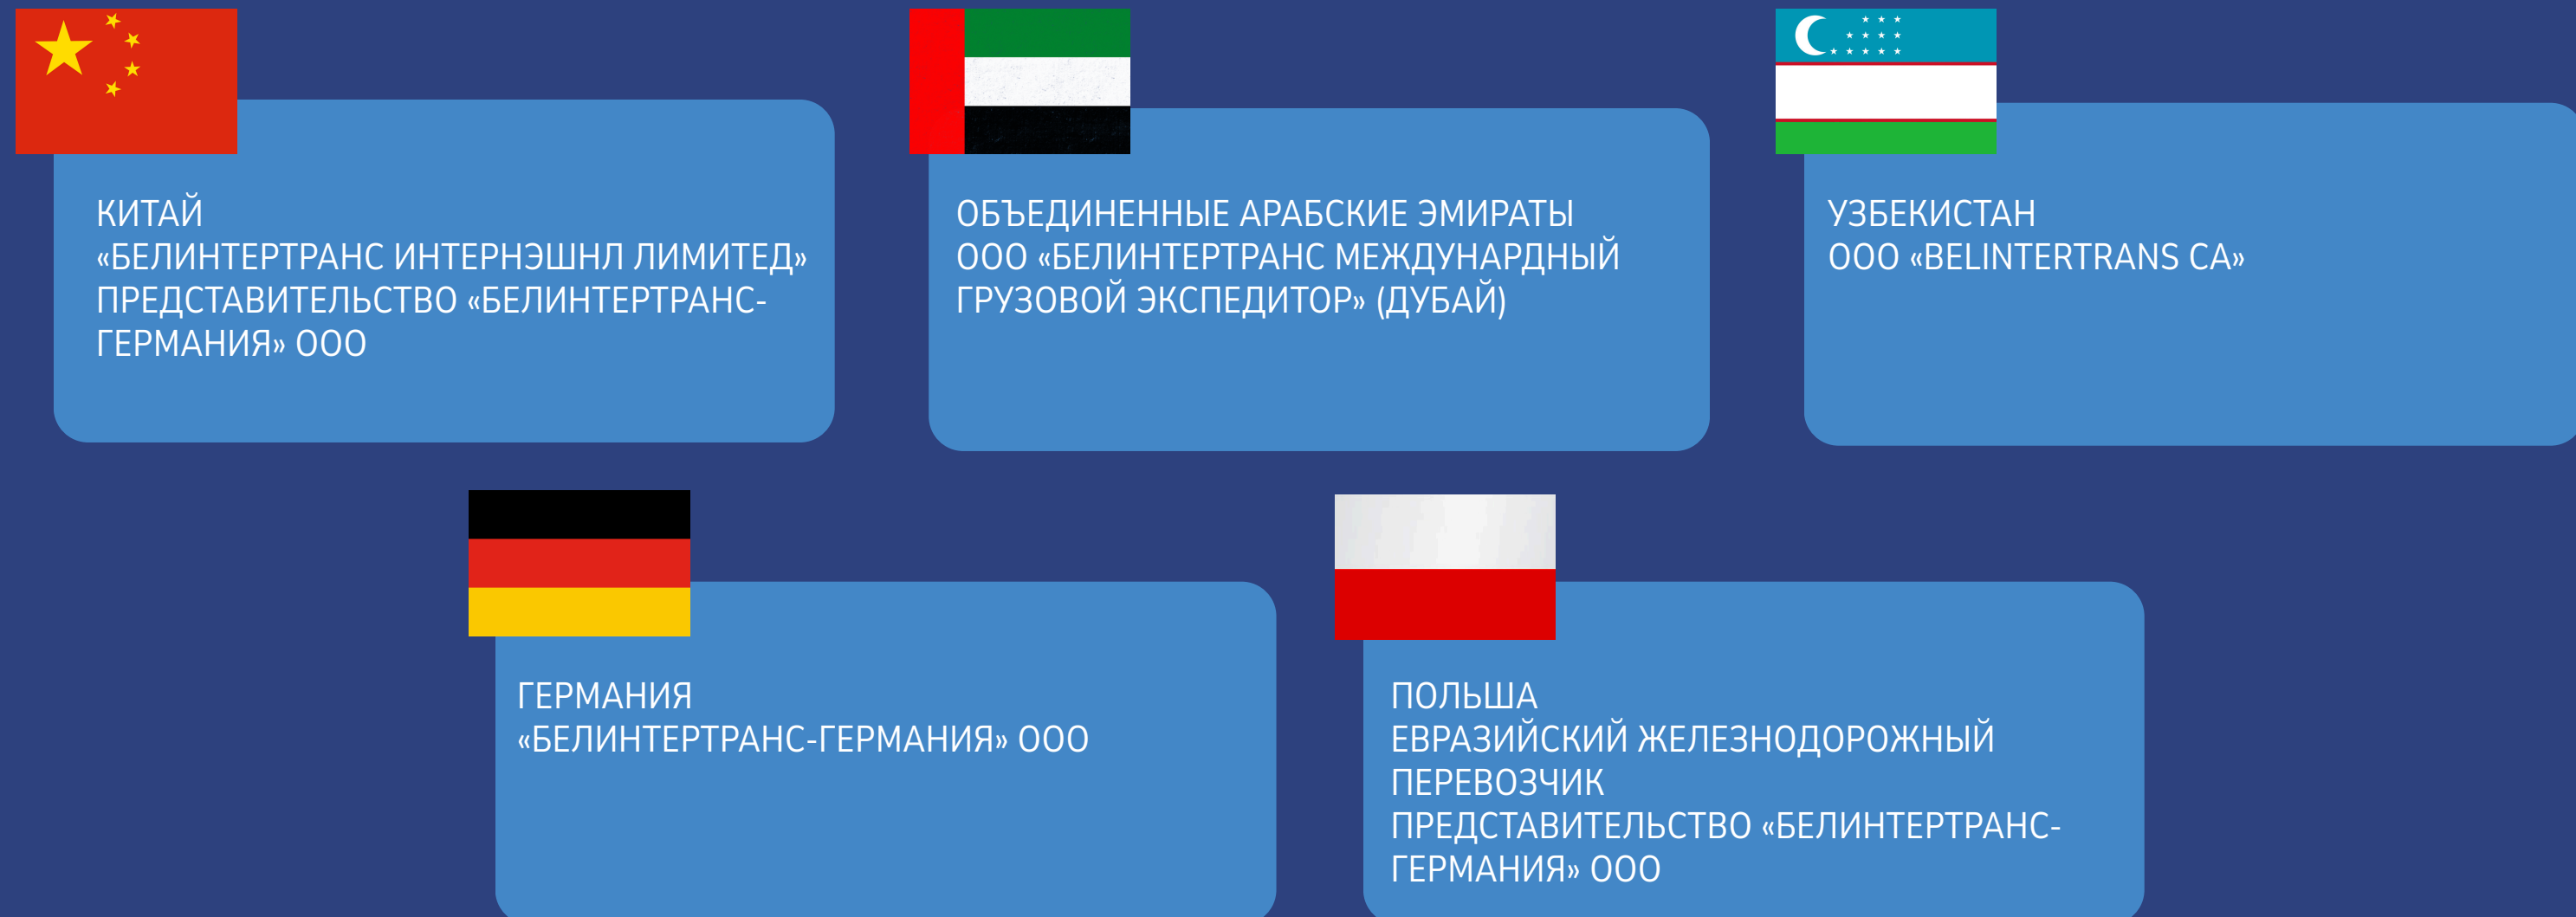 КИТАЙ
«БЕЛИНТЕРТРАНС ИНТЕРНЭШНЛ ЛИМИТЕД»
ПРЕДСТАВИТЕЛЬСТВО «БЕЛИНТЕРТРАНС-
ГЕРМАНИЯ» ООО
ОБЪЕДИНЕННЫЕ АРАБСКИЕ ЭМИРАТЫ
ООО «БЕЛИНТЕРТРАНС МЕЖДУНАРДНЫЙ
ГРУЗОВОЙ ЭКСПЕДИТОР» (ДУБАЙ)
УЗБЕКИСТАН
ООО «BELINTERTRANS CA»
ГЕРМАНИЯ
«БЕЛИНТЕРТРАНС-ГЕРМАНИЯ» ООО
ПОЛЬША
ЕВРАЗИЙСКИЙ ЖЕЛЕЗНОДОРОЖНЫЙ
ПЕРЕВОЗЧИК
ПРЕДСТАВИТЕЛЬСТВО «БЕЛИНТЕРТРАНС-
ГЕРМАНИЯ» ООО